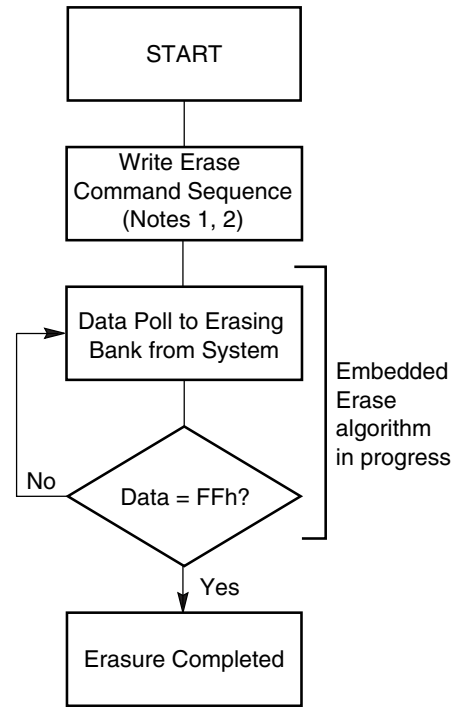 START
Write Erase
Command Sequence
(Notes 1, 2)
Data Poll to Erasing
Bank from System
Embedded
Erase
algorithm
in progress
No
Data = FFh?
Yes
Erasure Completed